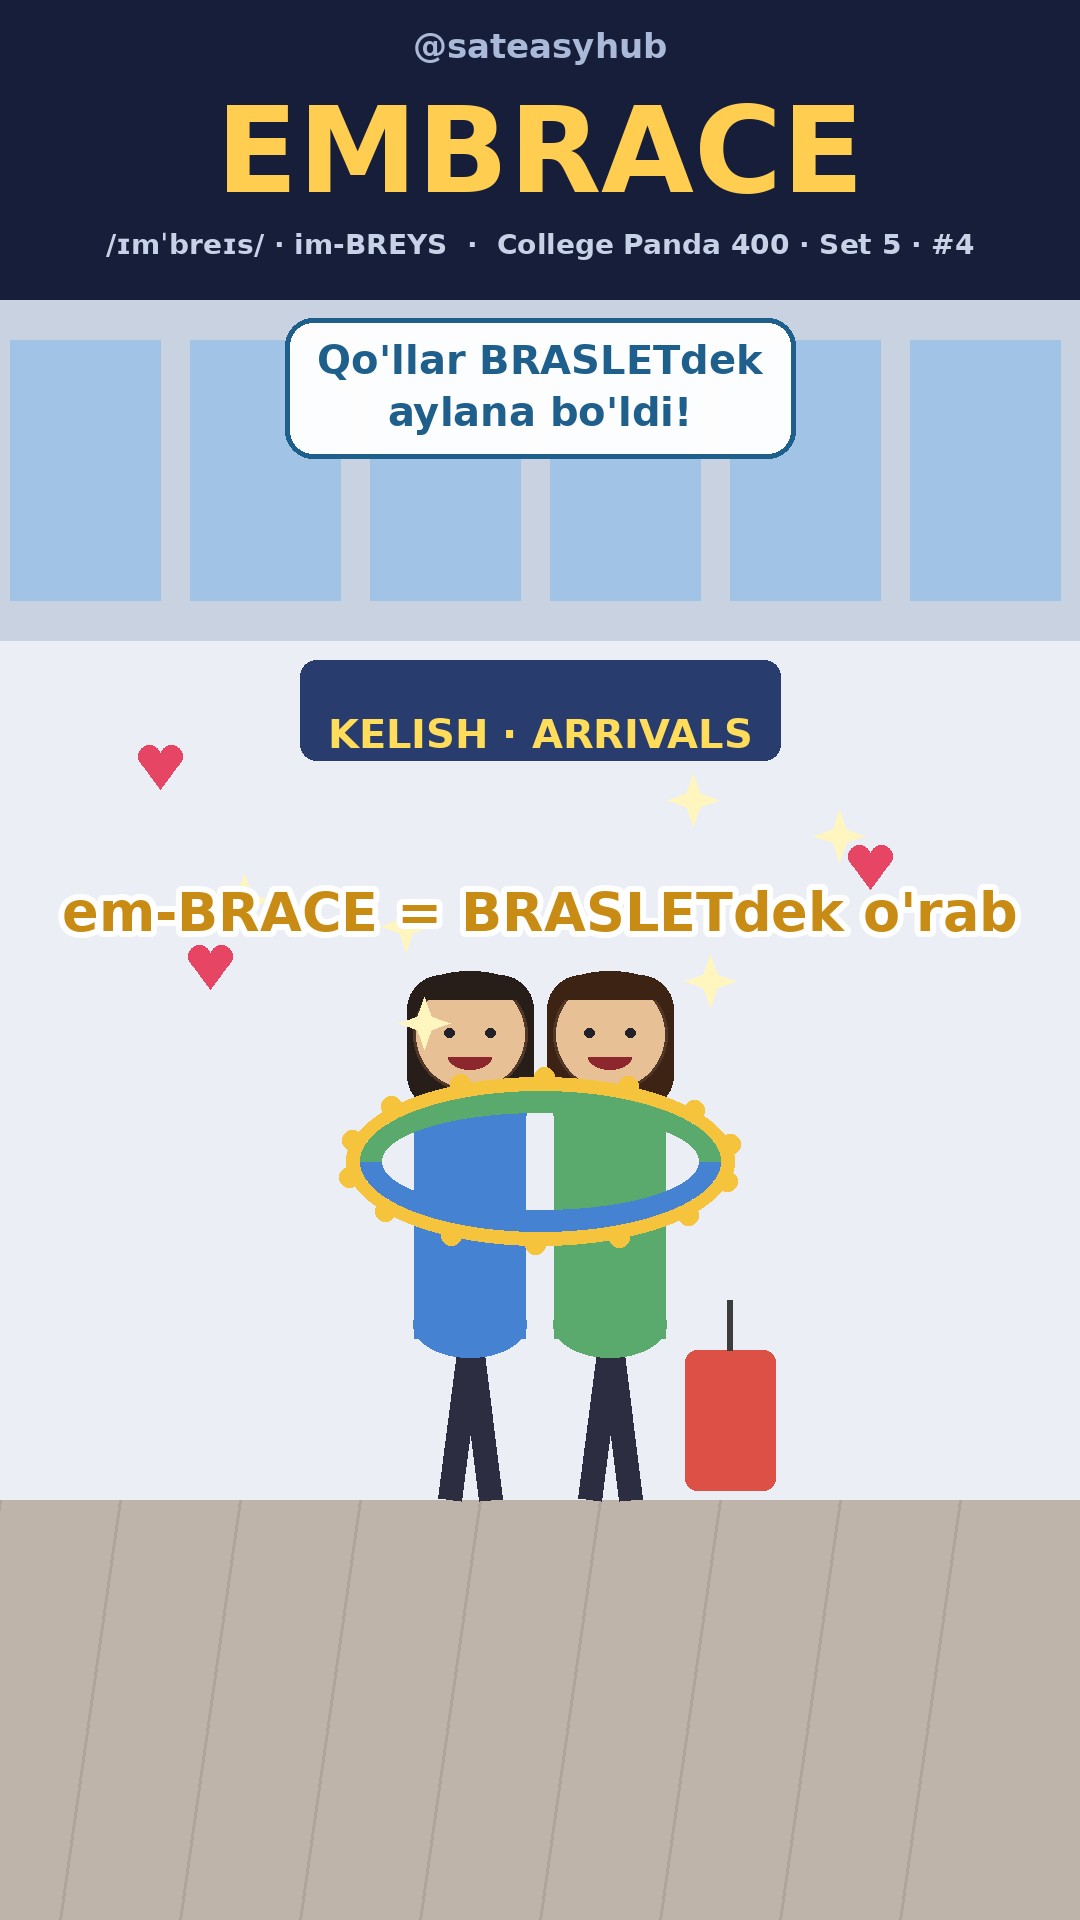 @sateasyhub
EMBRACE
/ɪmˈbreɪs/ · im-BREYS · College Panda 400 · Set 5 · #4
Qo'llar BRASLETdek
aylana bo'ldi!
KELISH · ARRIVALS
em-BRACE = BRASLETdek o'rab